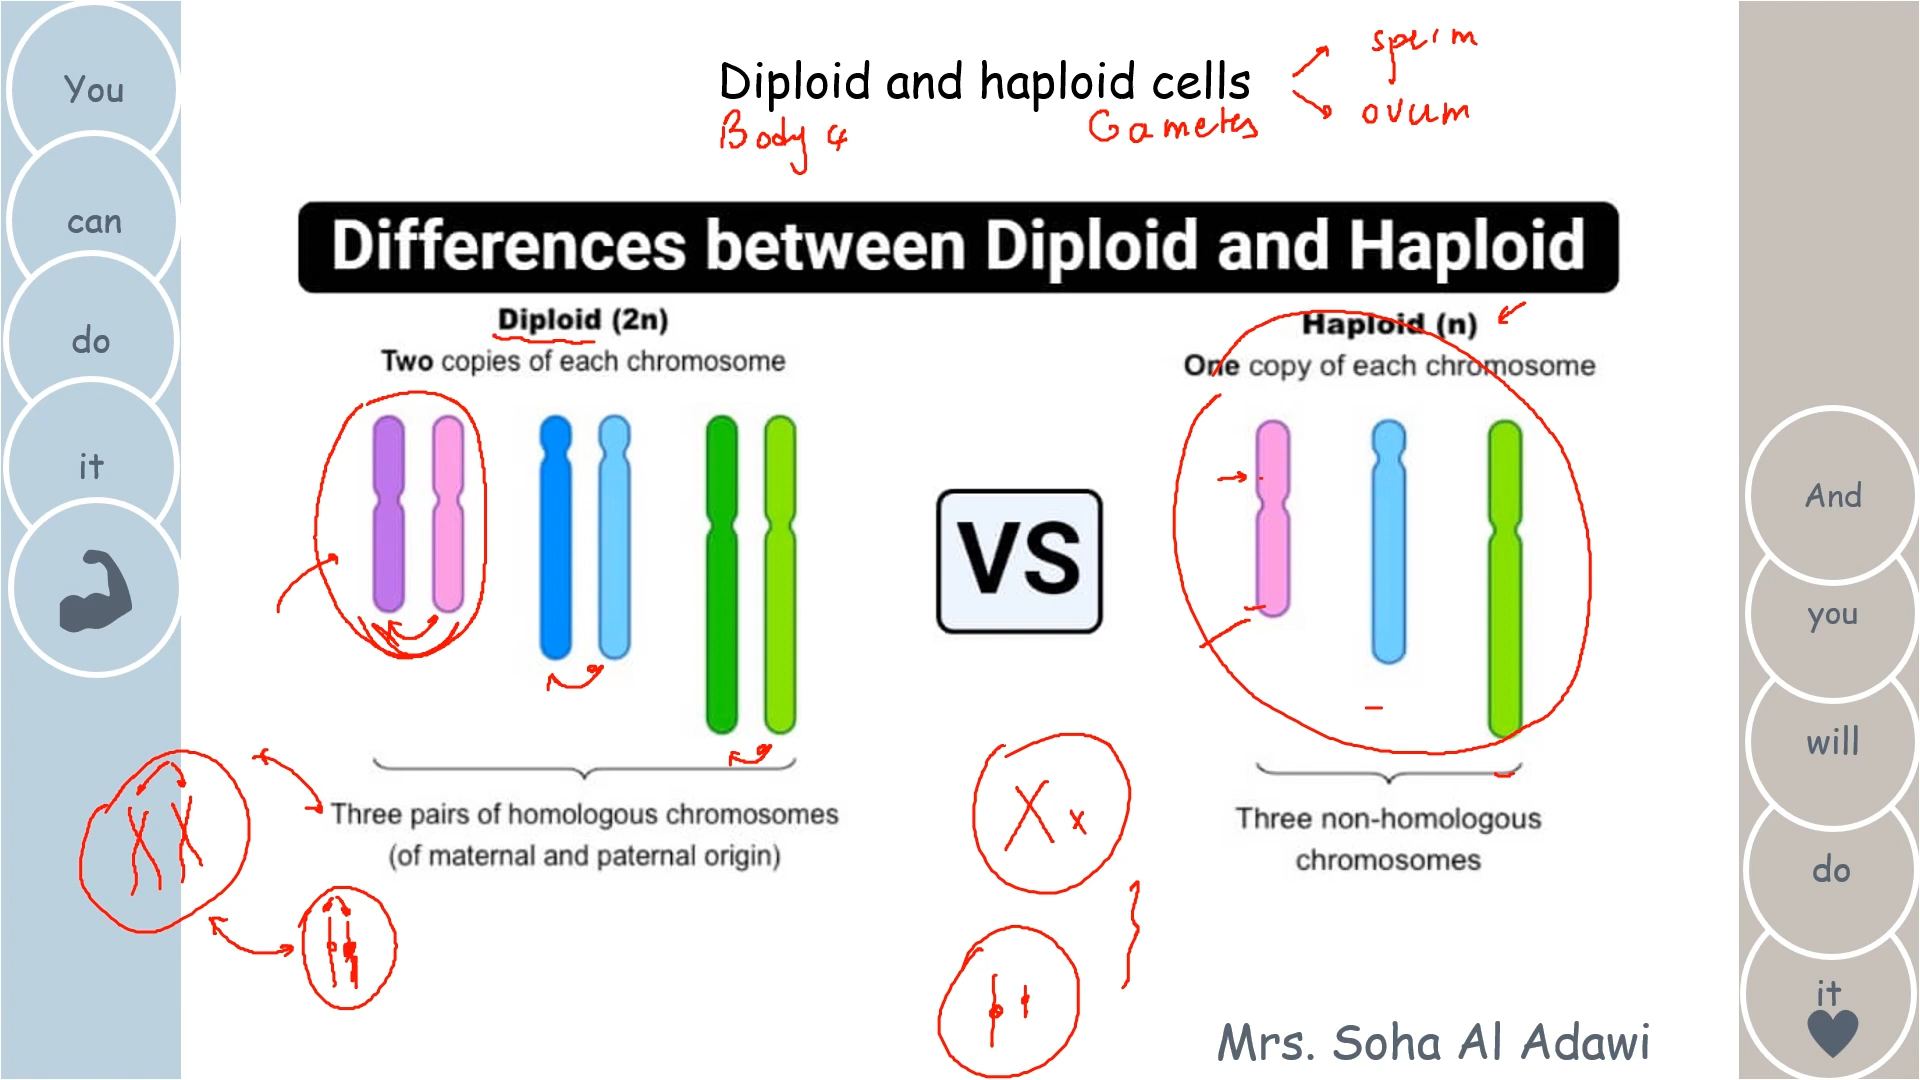 You
can
do
it
Diploid and haploid cells
sperm
ovum
Body
Gametes
Differences between Diploid and Haploid
Diploid (2n)
Two copies of each chromosome
Three pairs of homologous chromosomes
(of maternal and paternal origin)
VS
Haploid (n)
One copy of each chromosome
Three non-homologous
chromosomes
And
you
will
do
it
Mrs. Soha Al Adawi